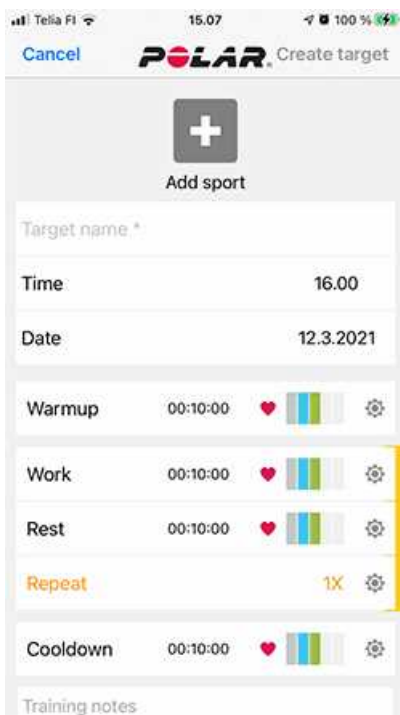 Telia FI 15.07 100 %
Cancel POLAR. Create target
Add sport
Target name *
Time 16.00
Date 12.3.2021
Warmup 00:10:00
Work 00:10:00
Rest 00:10:00
Repeat 1X
Cooldown 00:10:00
Training notes